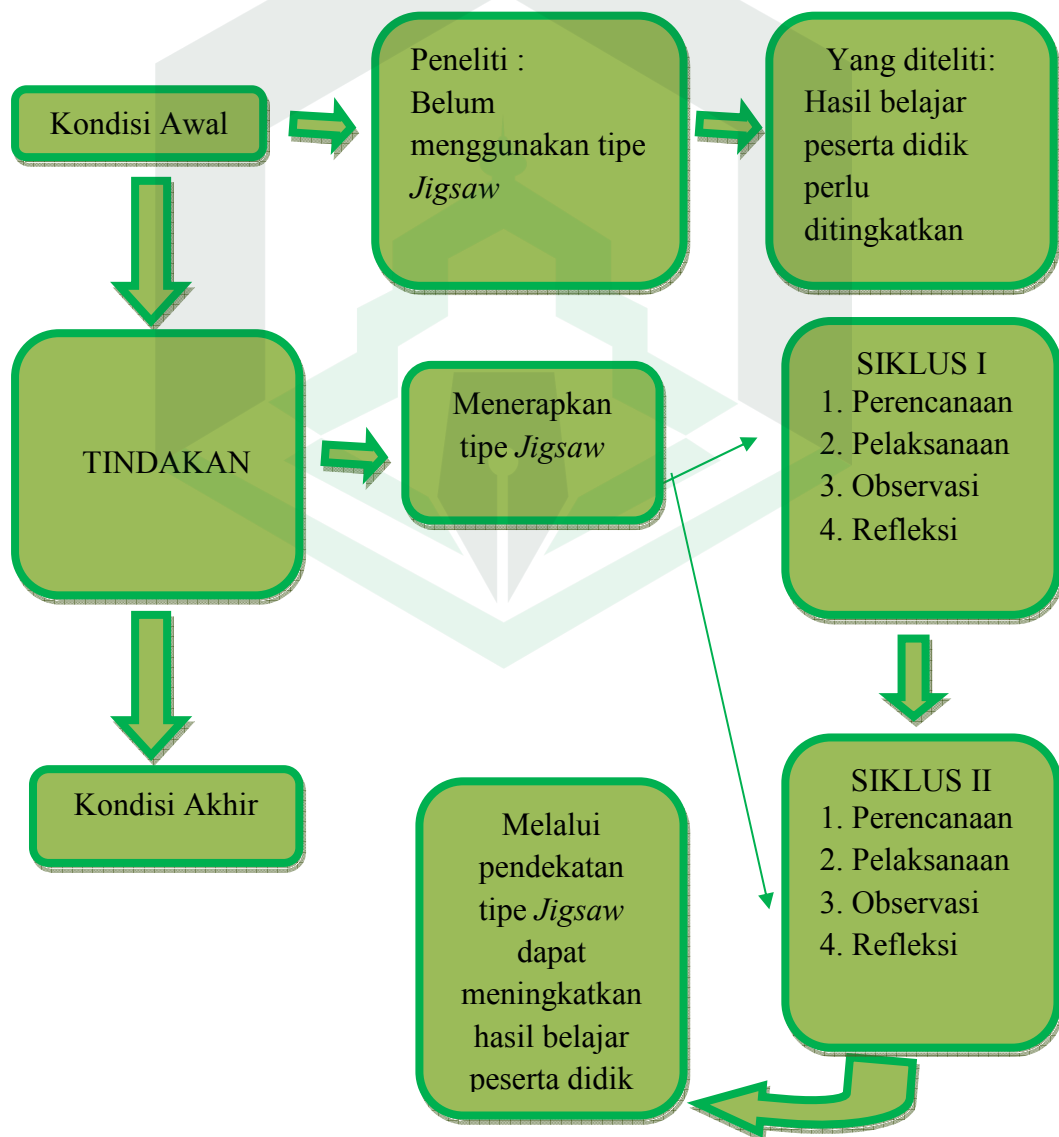 Kondisi Awal
Peneliti :
Belum
menggunakan tipe
Jigsaw
Yang diteliti:
Hasil belajar
peserta didik
perlu
ditingkatkan
TINDAKAN
Menerapkan
tipe Jigsaw
SIKLUS I
1. Perencanaan
2. Pelaksanaan
3. Observasi
4. Refleksi
Kondisi Akhir
Melalui
pendekatan
tipe Jigsaw
dapat
meningkatkan
hasil belajar
peserta didik
SIKLUS II
1. Perencanaan
2. Pelaksanaan
3. Observasi
4. Refleksi